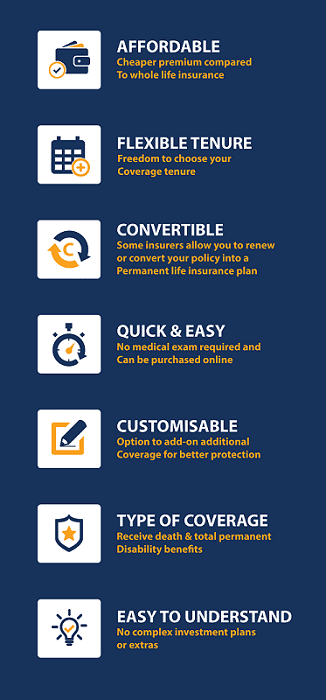 AFFORDABLE
Cheaper premium compared
To whole life insurance
FLEXIBLE TENURE
Freedom to choose your
Coverage tenure
C
CONVERTIBLE
Some insurers allow you to renew
or convert your policy into a
Permanent life insurance plan
QUICK & EASY
No medical exam required and
Can be purchased online
CUSTOMISABLE
Option to add-on additional
Coverage for better protection
TYPE OF COVERAGE
Receive death & total permanent
Disability benefits
EASY TO UNDERSTAND
No complex investment plans
or extras